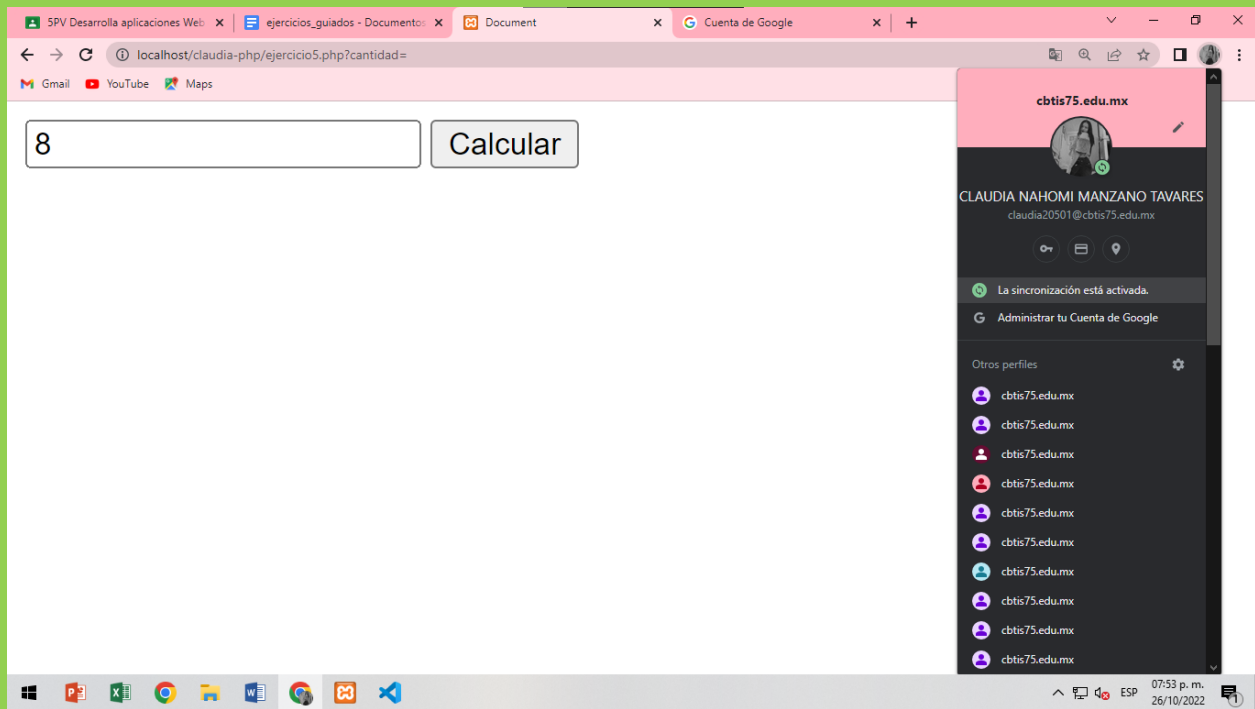 5PV Desarrolla aplicaciones Web
ejercicios_guiados - Documentos
Document
Cuenta de Google
localhost/claudia-php/ejercicio5.php?cantidad=
Gmail YouTube Maps
8 Calcular
cbtis75.edu.mx
CLAUDIA NAHOMI MANZANO TAVARES
claudia20501@cbtis75.edu.mx
La sincronización está activada.
G Administrar tu Cuenta de Google
Otros perfiles
cbtis75.edu.mx
cbtis75.edu.mx
cbtis75.edu.mx
cbtis75.edu.mx
cbtis75.edu.mx
cbtis75.edu.mx
cbtis75.edu.mx
cbtis75.edu.mx
cbtis75.edu.mx
cbtis75.edu.mx
ESP
07:53 p. m.
26/10/2022
1